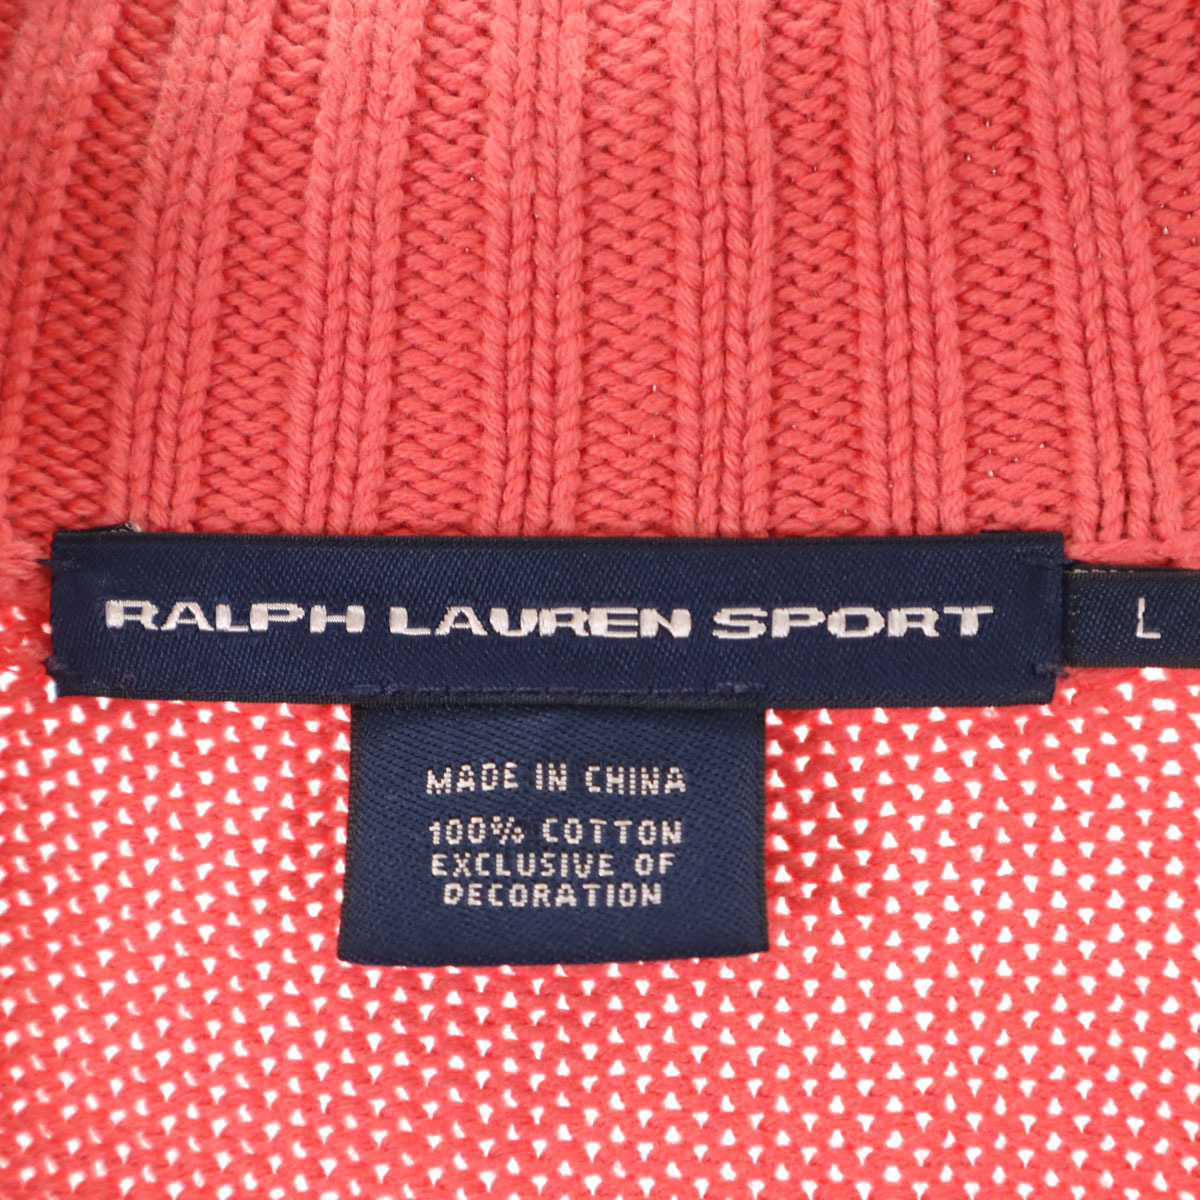 RALPH LAUREN SPORT
L
MADE IN CHINA
100% COTTON
EXCLUSIVE OF
DECORATION